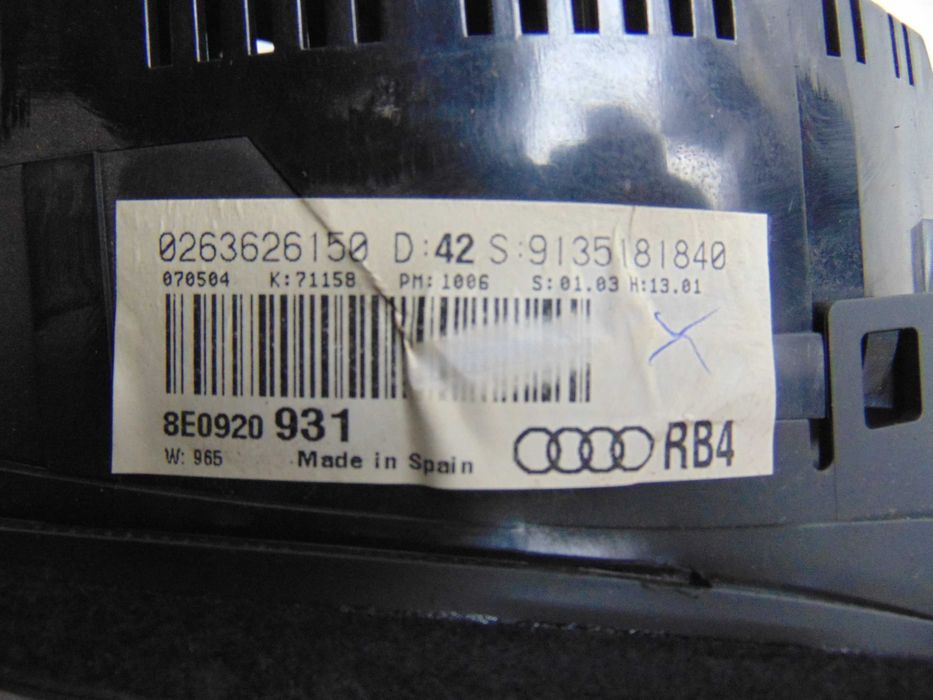 0263626150 D:42 S:9135181840
070504 K:71158 PM:1006 S:01.03 H:13.01
8E0920 931
W: 965 Made in Spain RB4